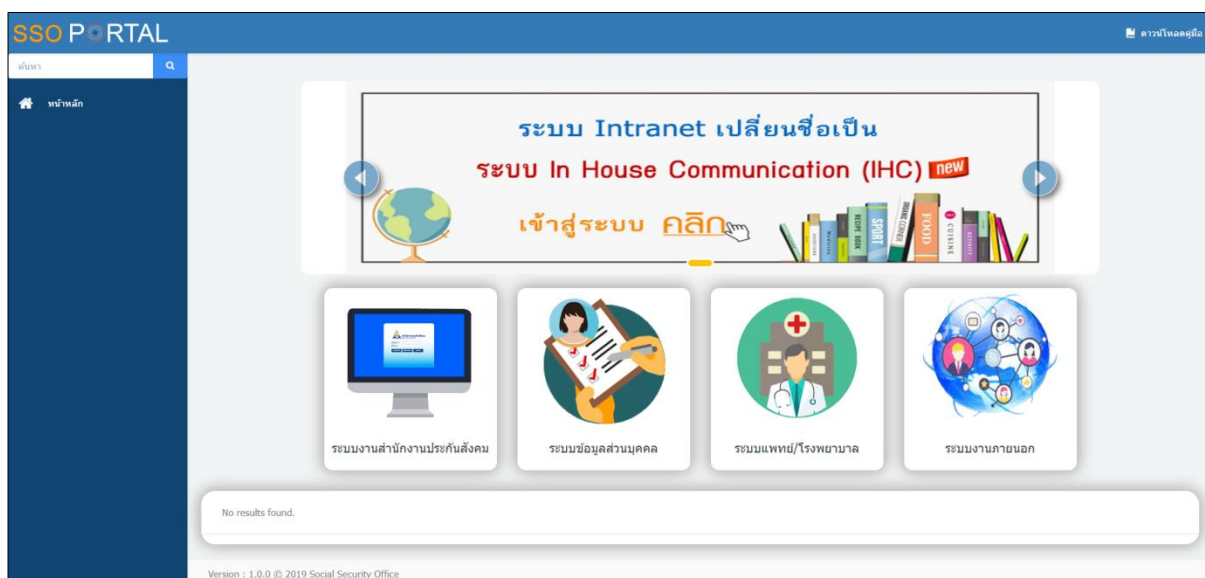 SSO PORTAL
ดาวน์โหลดคู่มือ
ค้นหา
หน้าหลัก
ระบบ Intranet เปลี่ยนชื่อเป็น
ระบบ In House Communication (IHC) new
เข้าสู่ระบบ คลิก
RECIPE BOOK
SPORT
ORGANIC CORNER
FOOD
CUISINE
ระบบงานสำนักงานประกันสังคม
ระบบข้อมูลส่วนบุคคล
ระบบแพทย์/โรงพยาบาล
ระบบงานภายนอก
No results found.
Version : 1.0.0 © 2019 Social Security Office